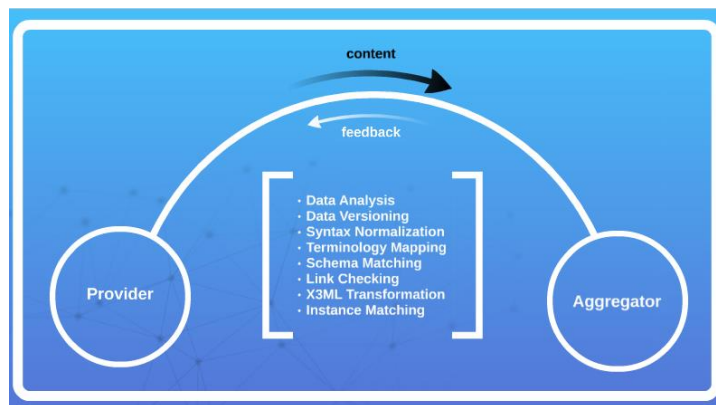 content
feedback
· Data Analysis
· Data Versioning
· Syntax Normalization
· Terminology Mapping
· Schema Matching
· Link Checking
· X3ML Transformation
· Instance Matching
Provider
Aggregator